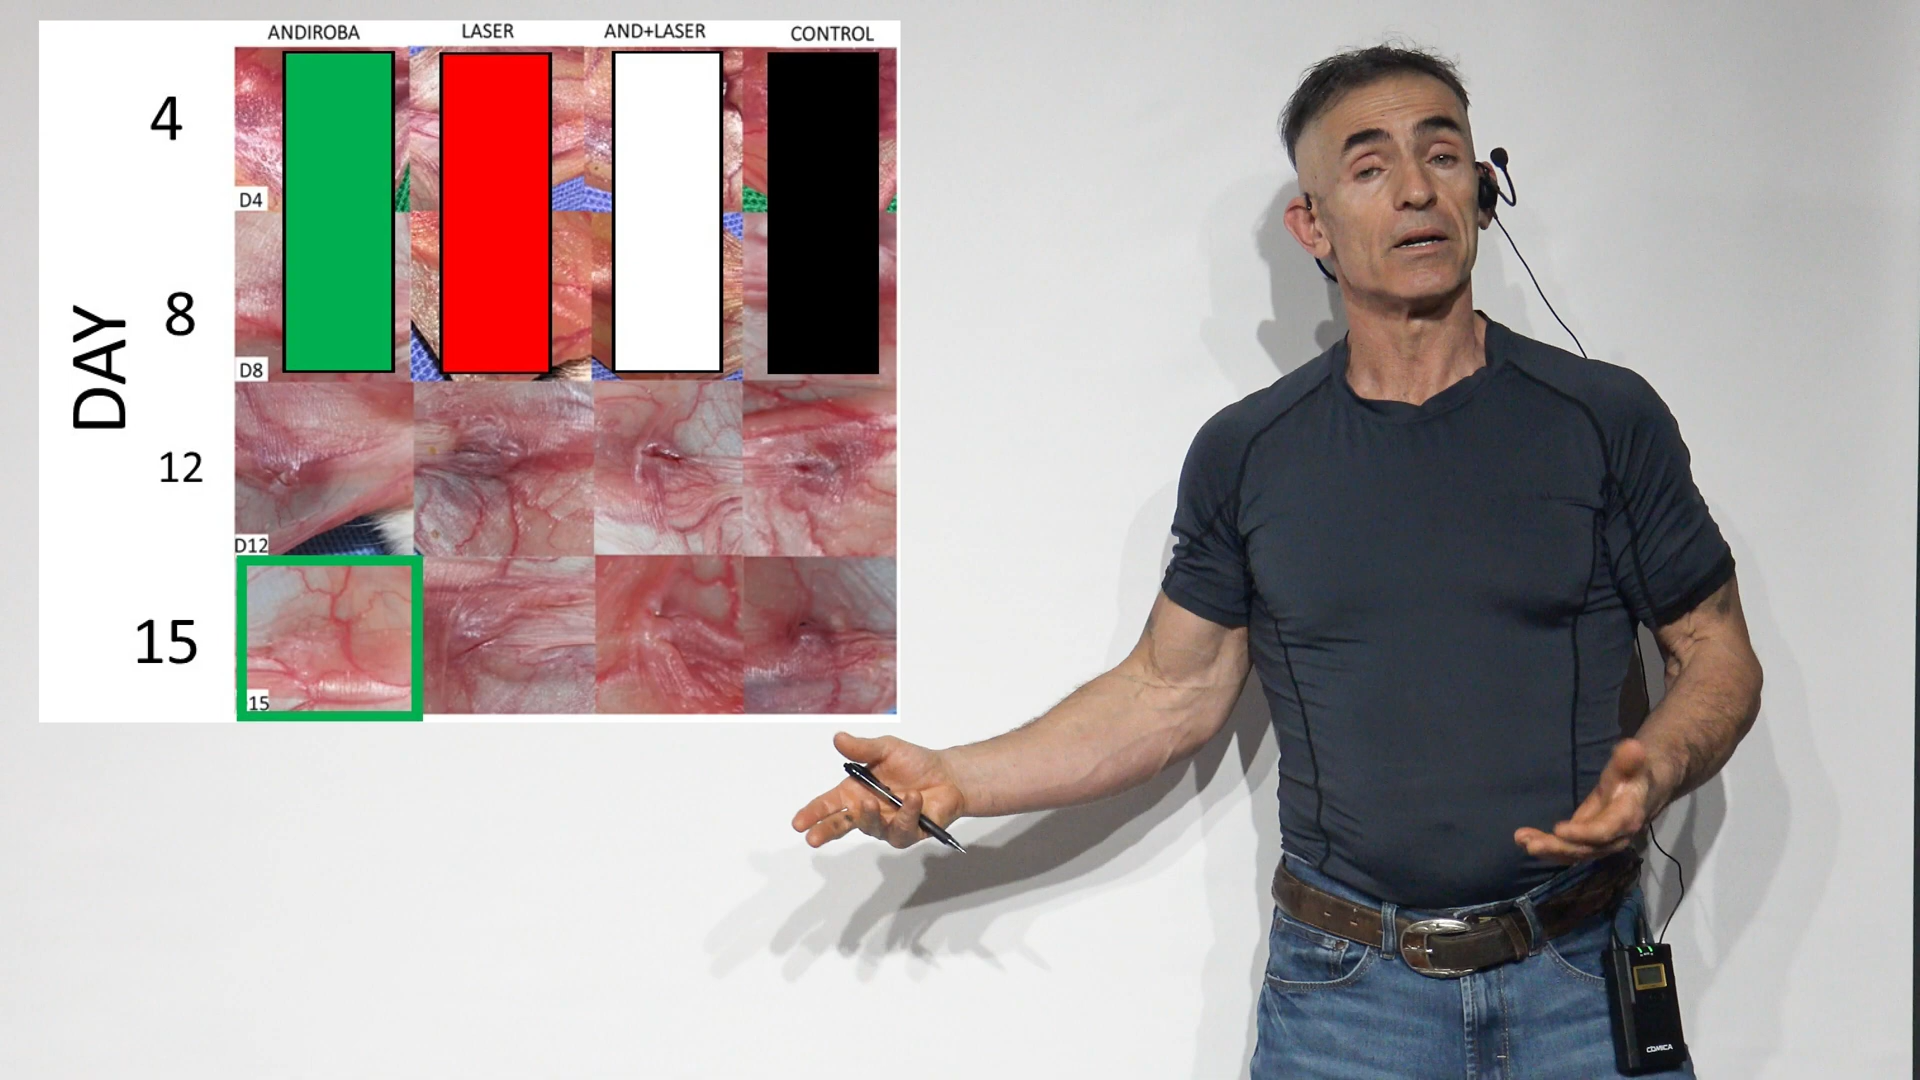 ANDIROBA LASER AND+LASER CONTROL
4
D4
DAY
8
D8
12
D12
15
15
COMICA